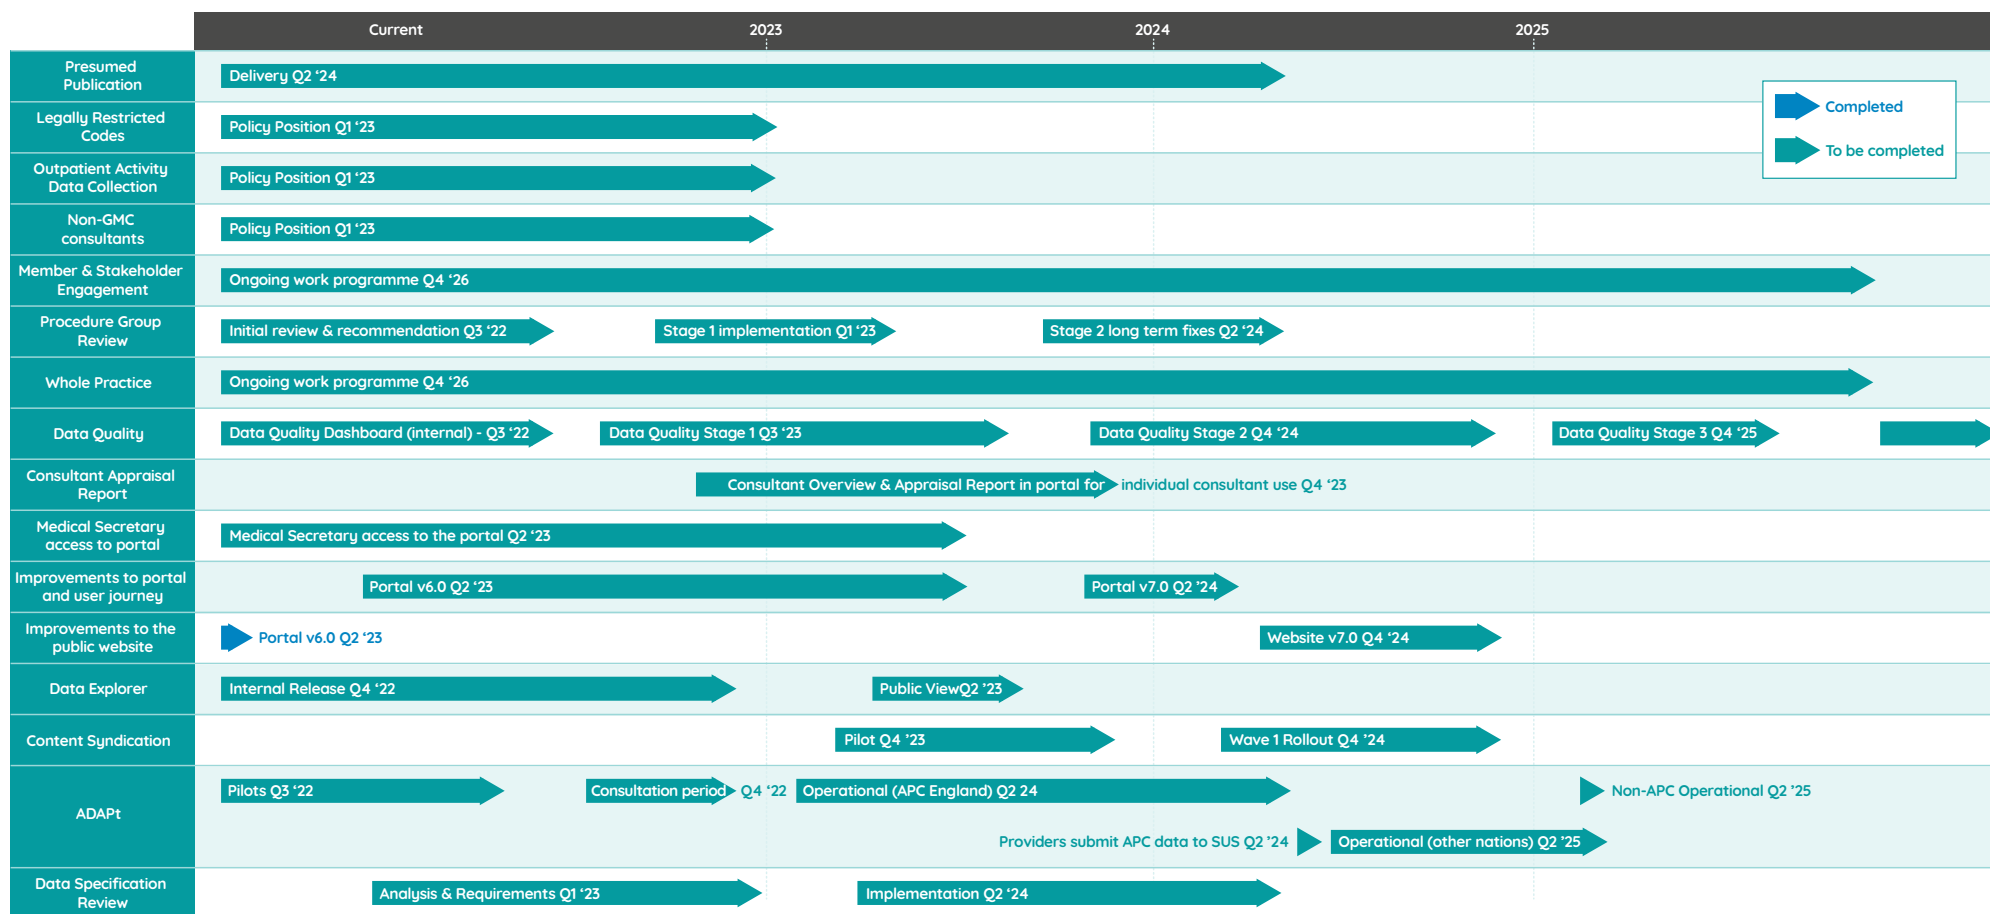 Current 2023 2024 2025
Presumed
Publication
Delivery Q2 ‘24
Completed
To be completed
Legally Restricted
Codes
Policy Position Q1 ‘23
Outpatient Activity
Data Collection
Policy Position Q1 ‘23
Non-GMC
consultants
Policy Position Q1 ‘23
Member & Stakeholder
Engagement
Ongoing work programme Q4 ‘26
Procedure Group
Review
Initial review & recommendation Q3 ‘22
Stage 1 implementation Q1 ‘23
Stage 2 long term fixes Q2 ‘24
Whole Practice
Ongoing work programme Q4 ‘26
Data Quality
Data Quality Dashboard (internal) - Q3 ‘22
Data Quality Stage 1 Q3 ‘23
Data Quality Stage 2 Q4 ‘24
Data Quality Stage 3 Q4 ‘25
Consultant Appraisal
Report
Consultant Overview & Appraisal Report in portal for individual consultant use Q4 ‘23
Medical Secretary
access to portal
Medical Secretary access to the portal Q2 ‘23
Improvements to portal
and user journey
Portal v6.0 Q2 ‘23
Portal v7.0 Q2 ’24
Improvements to the
public website
Portal v6.0 Q2 ‘23
Website v7.0 Q4 ‘24
Data Explorer
Internal Release Q4 ‘22
Public ViewQ2 ’23
Content Syndication
Pilot Q4 ’23
Wave 1 Rollout Q4 ’24
ADAPt
Pilots Q3 ‘22
Consultation period Q4 ‘22
Operational (APC England) Q2 24
Non-APC Operational Q2 ’25
Providers submit APC data to SUS Q2 ’24
Operational (other nations) Q2 ’25
Data Specification
Review
Analysis & Requirements Q1 ‘23
Implementation Q2 ‘24